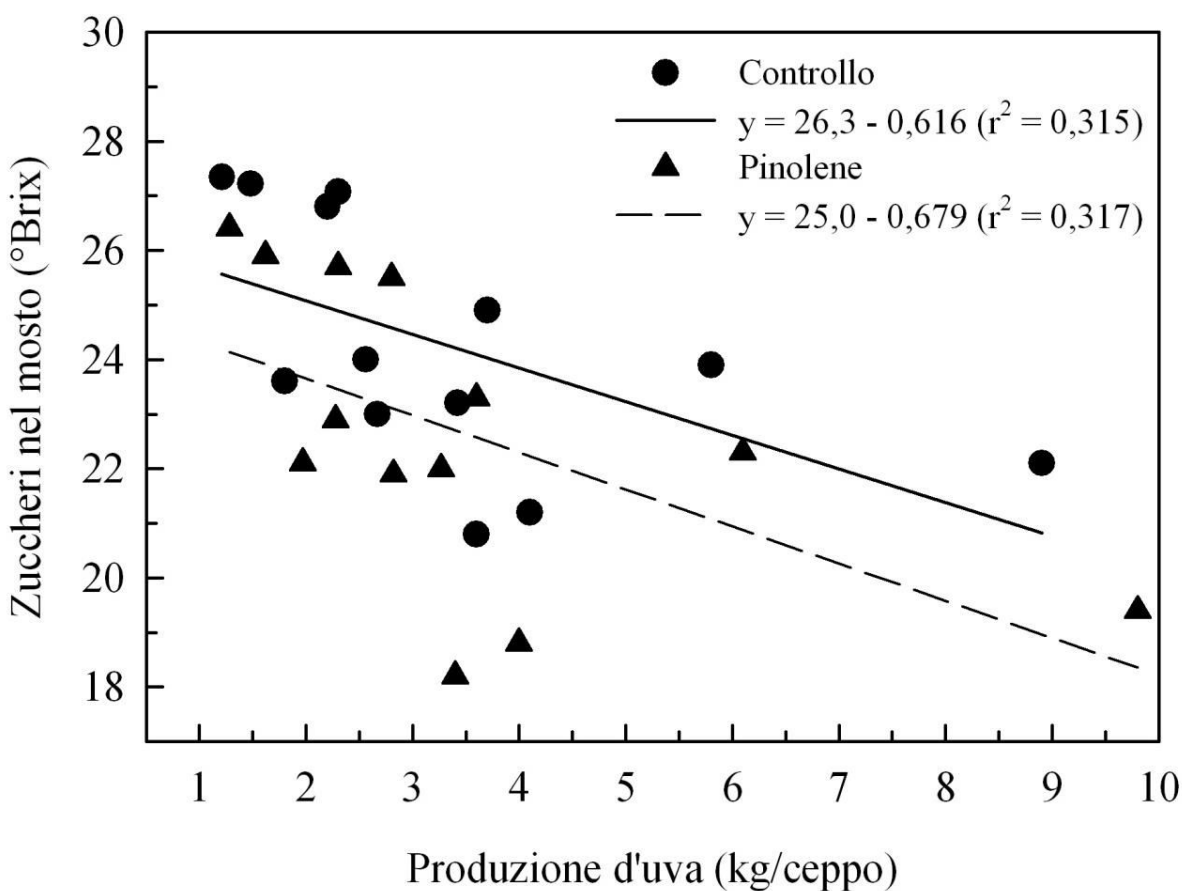 30
28
26
24
22
20
18
Zuccheri nel mosto (°Brix)
Controllo
y = 26,3 - 0,616 (r² = 0,315)
Pinolene
y = 25,0 - 0,679 (r² = 0,317)
1 2 3 4 5 6 7 8 9 10
Produzione d'uva (kg/ceppo)